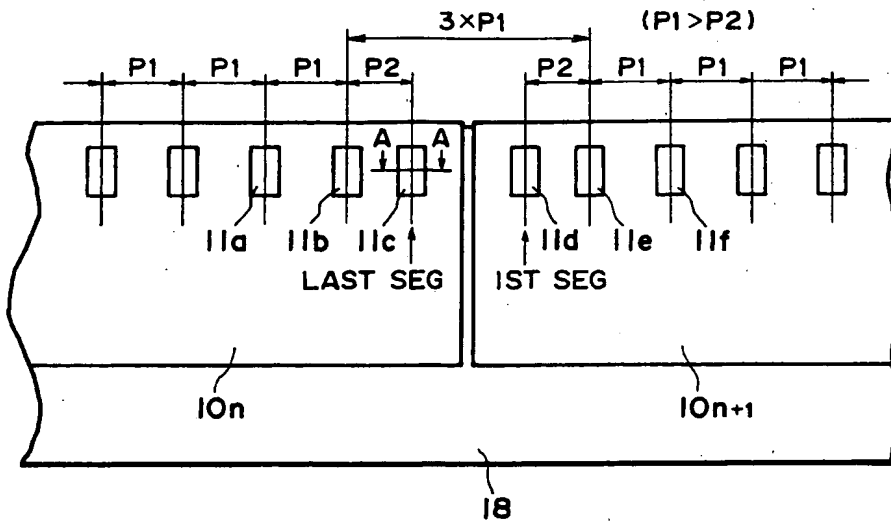 3×P1 (P1>P2)
P1 P1 P1 P2 P2 P1 P1 P1
A A
11a 11b 11c 11d 11e 11f
LAST SEG 1ST SEG
10n 10n+1
18